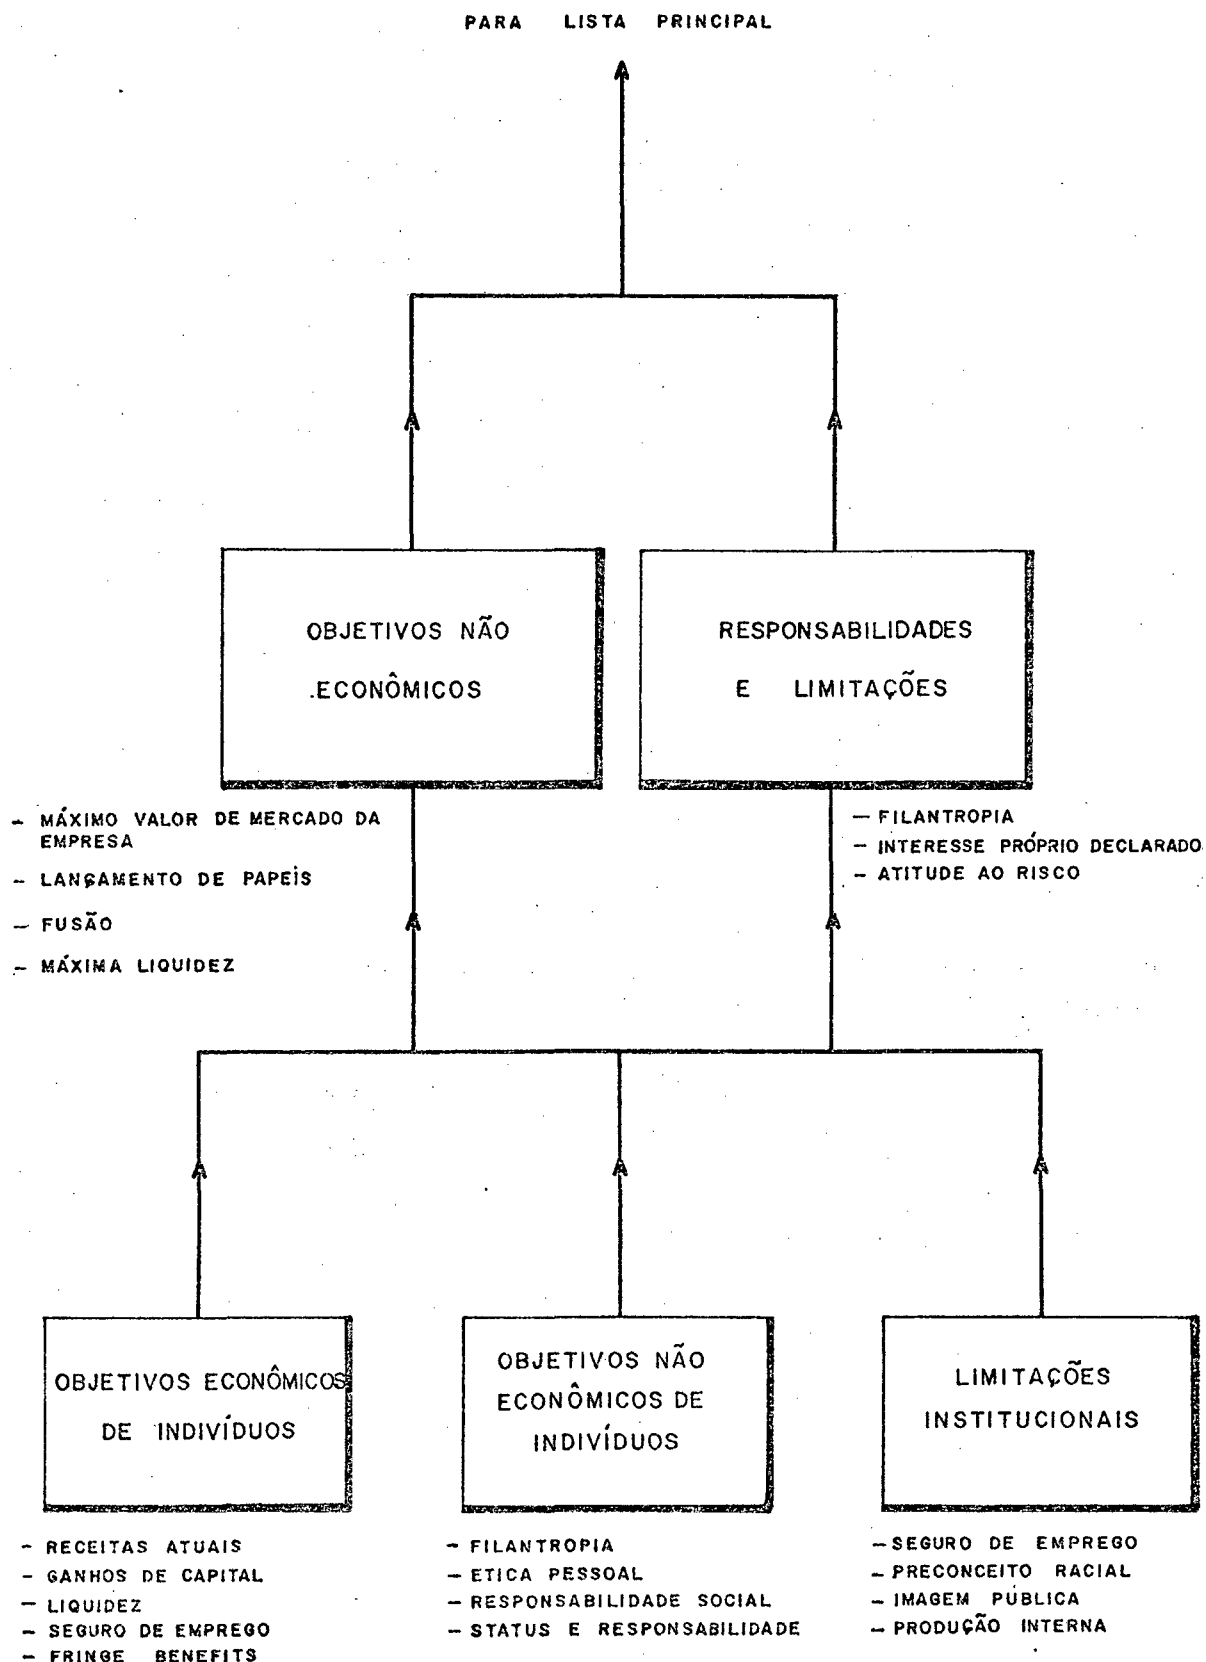 PARA LISTA PRINCIPAL
OBJETIVOS NÃO
.ECONÔMICOS
RESPONSABILIDADES
E LIMITAÇÕES
- MÁXIMO VALOR DE MERCADO DA
EMPRESA
- LANÇAMENTO DE PAPEIS
- FUSÃO
- MÁXIMA LIQUIDEZ
- FILANTROPIA
- INTERESSE PRÓPRIO DECLARADO
- ATITUDE AO RISCO
OBJETIVOS ECONÔMICOS
DE INDIVÍDUOS
OBJETIVOS NÃO
ECONÔMICOS DE
INDIVÍDUOS
LIMITAÇÕES
INSTITUCIONAIS
- RECEITAS ATUAIS
- GANHOS DE CAPITAL
- LIQUIDEZ
- SEGURO DE EMPREGO
- FRINGE BENEFITS
- FILANTROPIA
- ETICA PESSOAL
- RESPONSABILIDADE SOCIAL
- STATUS E RESPONSABILIDADE
- SEGURO DE EMPREGO
- PRECONCEITO RACIAL
- IMAGEM PÚBLICA
- PRODUÇÃO INTERNA